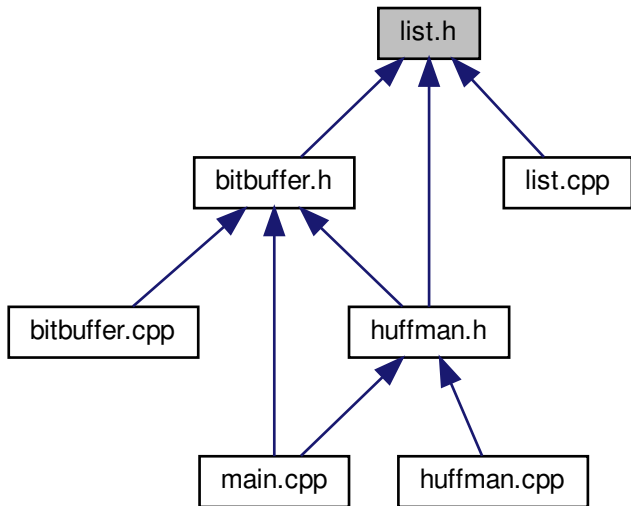 list.h
bitbuffer.h
list.cpp
bitbuffer.cpp
huffman.h
main.cpp
huffman.cpp